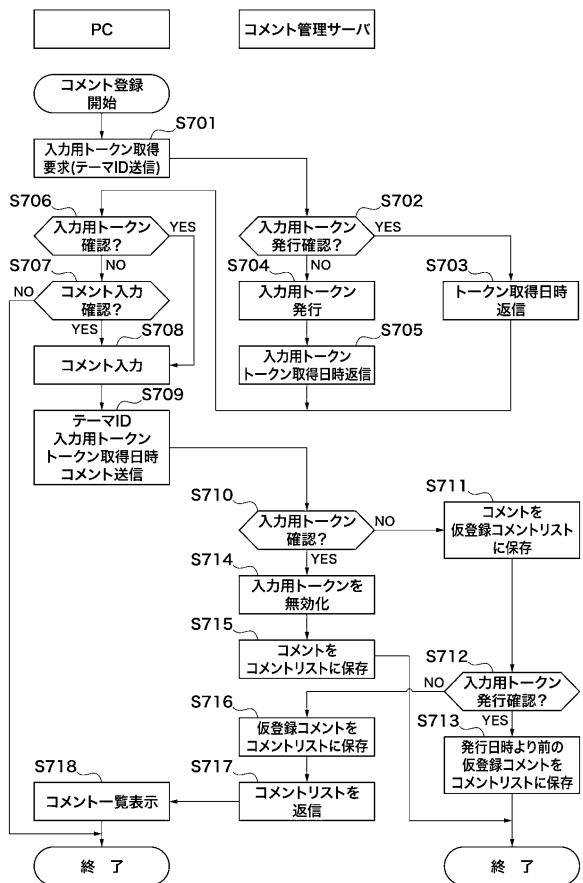 PC
コメント管理サーバ
コメント登録
開始
S701
入力用トークン取得
要求(テーマID送信)
S706
入力用トークン
確認?
YES
NO
S702
入力用トークン
発行確認?
YES
NO
S707
コメント入力
確認?
NO
YES
S704
入力用トークン
発行
S703
トークン取得日時
返信
S708
コメント入力
S705
入力用トークン
トークン取得日時返信
S709
テーマID
入力用トークン
トークン取得日時
コメント送信
S710
入力用トークン
確認?
NO
YES
S711
コメントを
仮登録コメントリスト
に保存
S714
入力用トークンを
無効化
S715
コメントを
コメントリストに保存
S712
入力用トークン
発行確認?
NO
YES
S716
仮登録コメントを
コメントリストに保存
S713
発行日時より前の
仮登録コメントを
コメントリストに保存
S717
コメントリストを
返信
S718
コメント一覧表示
終 了
終 了